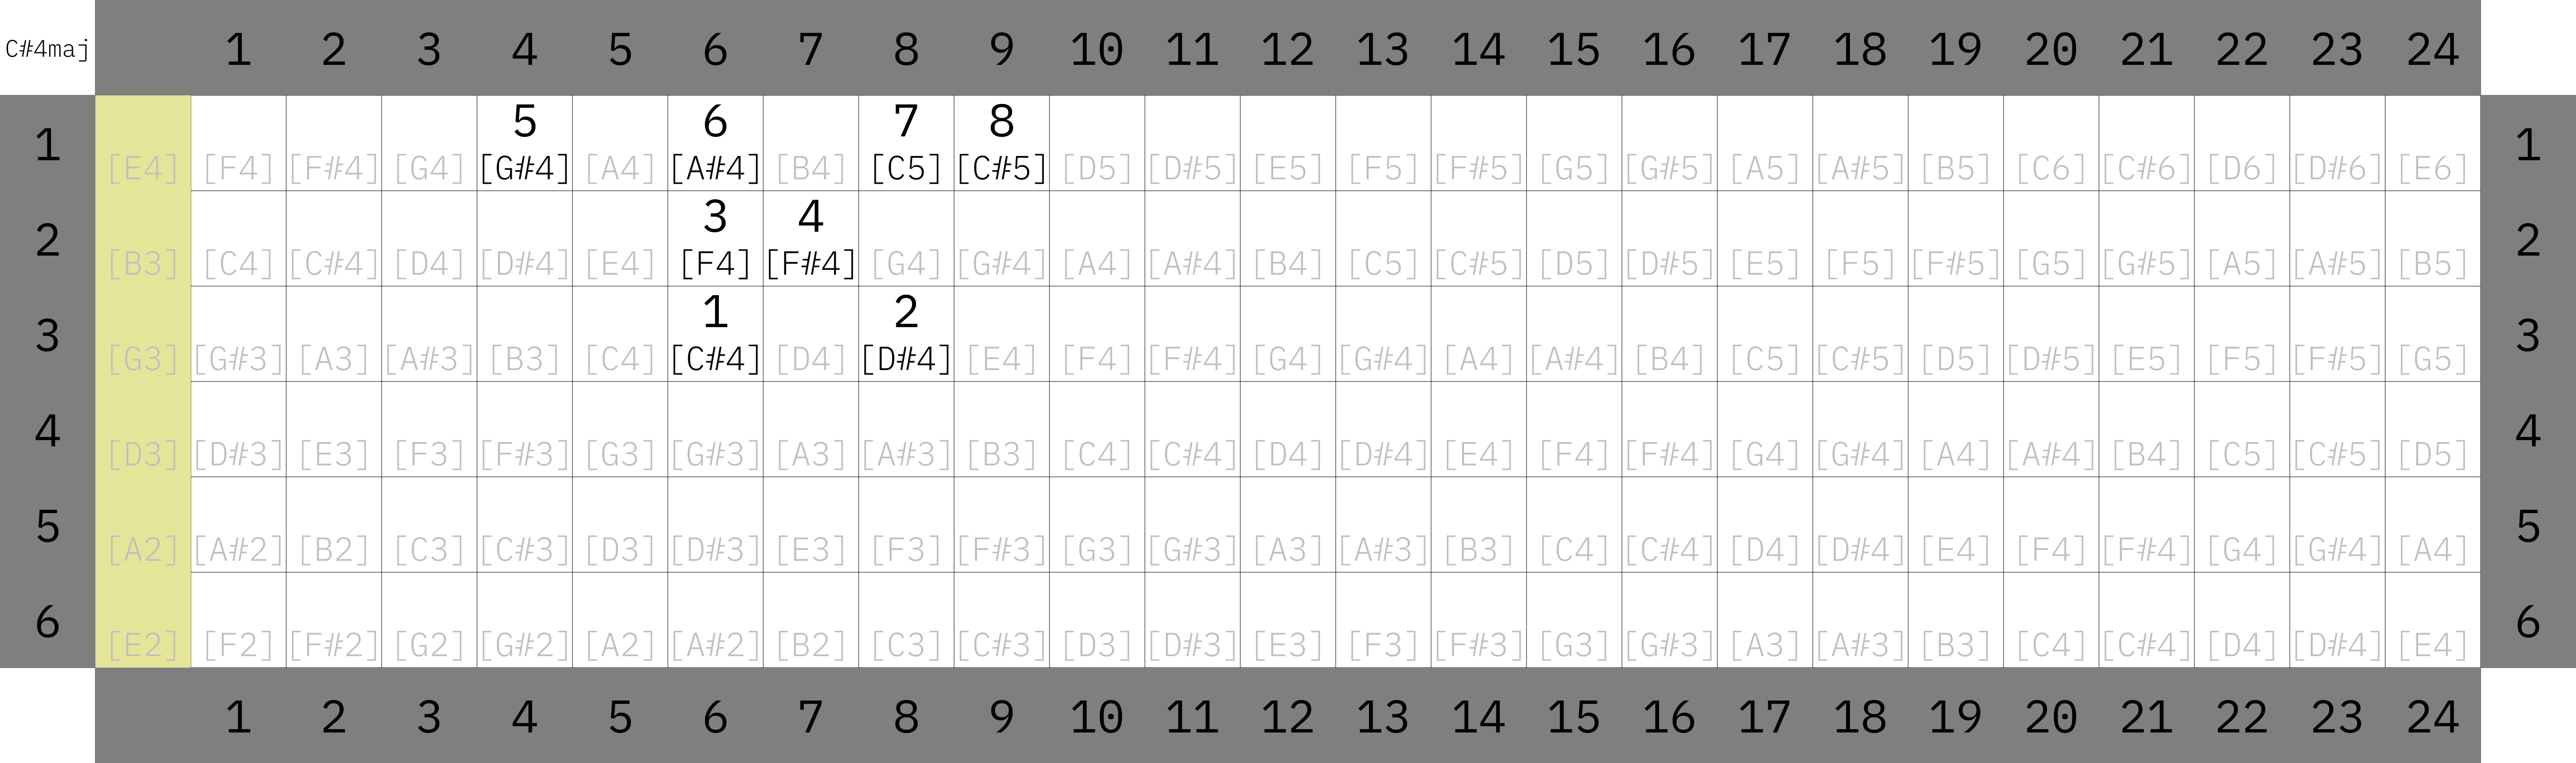 C#4maj 1 2 3 4 5 6 7 8 9 10 11 12 13 14 15 16 17 18 19 20 21 22 23 24
5 6 7 8
1 [E4] [F4] [F#4] [G4] [G#4] [A4] [A#4] [B4] [C5] [C#5] [D5] [D#5] [E5] [F5] [F#5] [G5] [G#5] [A5] [A#5] [B5] [C6] [C#6] [D6] [D#6] [E6] 1
3 4
2 [B3] [C4] [C#4] [D4] [D#4] [E4] [F4] [F#4] [G4] [G#4] [A4] [A#4] [B4] [C5] [C#5] [D5] [D#5] [E5] [F5] [F#5] [G5] [G#5] [A5] [A#5] [B5] 2
1 2
3 [G3] [G#3] [A3] [A#3] [B3] [C4] [C#4] [D4] [D#4] [E4] [F4] [F#4] [G4] [G#4] [A4] [A#4] [B4] [C5] [C#5] [D5] [D#5] [E5] [F5] [F#5] [G5] 3
4 [D3] [D#3] [E3] [F3] [F#3] [G3] [G#3] [A3] [A#3] [B3] [C4] [C#4] [D4] [D#4] [E4] [F4] [F#4] [G4] [G#4] [A4] [A#4] [B4] [C5] [C#5] [D5] 4
5 [A2] [A#2] [B2] [C3] [C#3] [D3] [D#3] [E3] [F3] [F#3] [G3] [G#3] [A3] [A#3] [B3] [C4] [C#4] [D4] [D#4] [E4] [F4] [F#4] [G4] [G#4] [A4] 5
6 [E2] [F2] [F#2] [G2] [G#2] [A2] [A#2] [B2] [C3] [C#3] [D3] [D#3] [E3] [F3] [F#3] [G3] [G#3] [A3] [A#3] [B3] [C4] [C#4] [D4] [D#4] [E4] 6
1 2 3 4 5 6 7 8 9 10 11 12 13 14 15 16 17 18 19 20 21 22 23 24